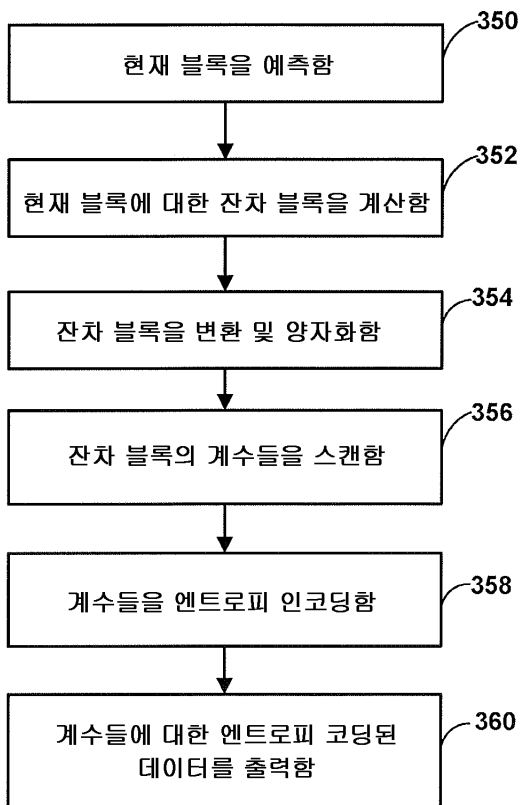 350
현재 블록을 예측함
352
현재 블록에 대한 잔차 블록을 계산함
354
잔차 블록을 변환 및 양자화함
356
잔차 블록의 계수들을 스캔함
358
계수들을 엔트로피 인코딩함
360
계수들에 대한 엔트로피 코딩된
데이터를 출력함